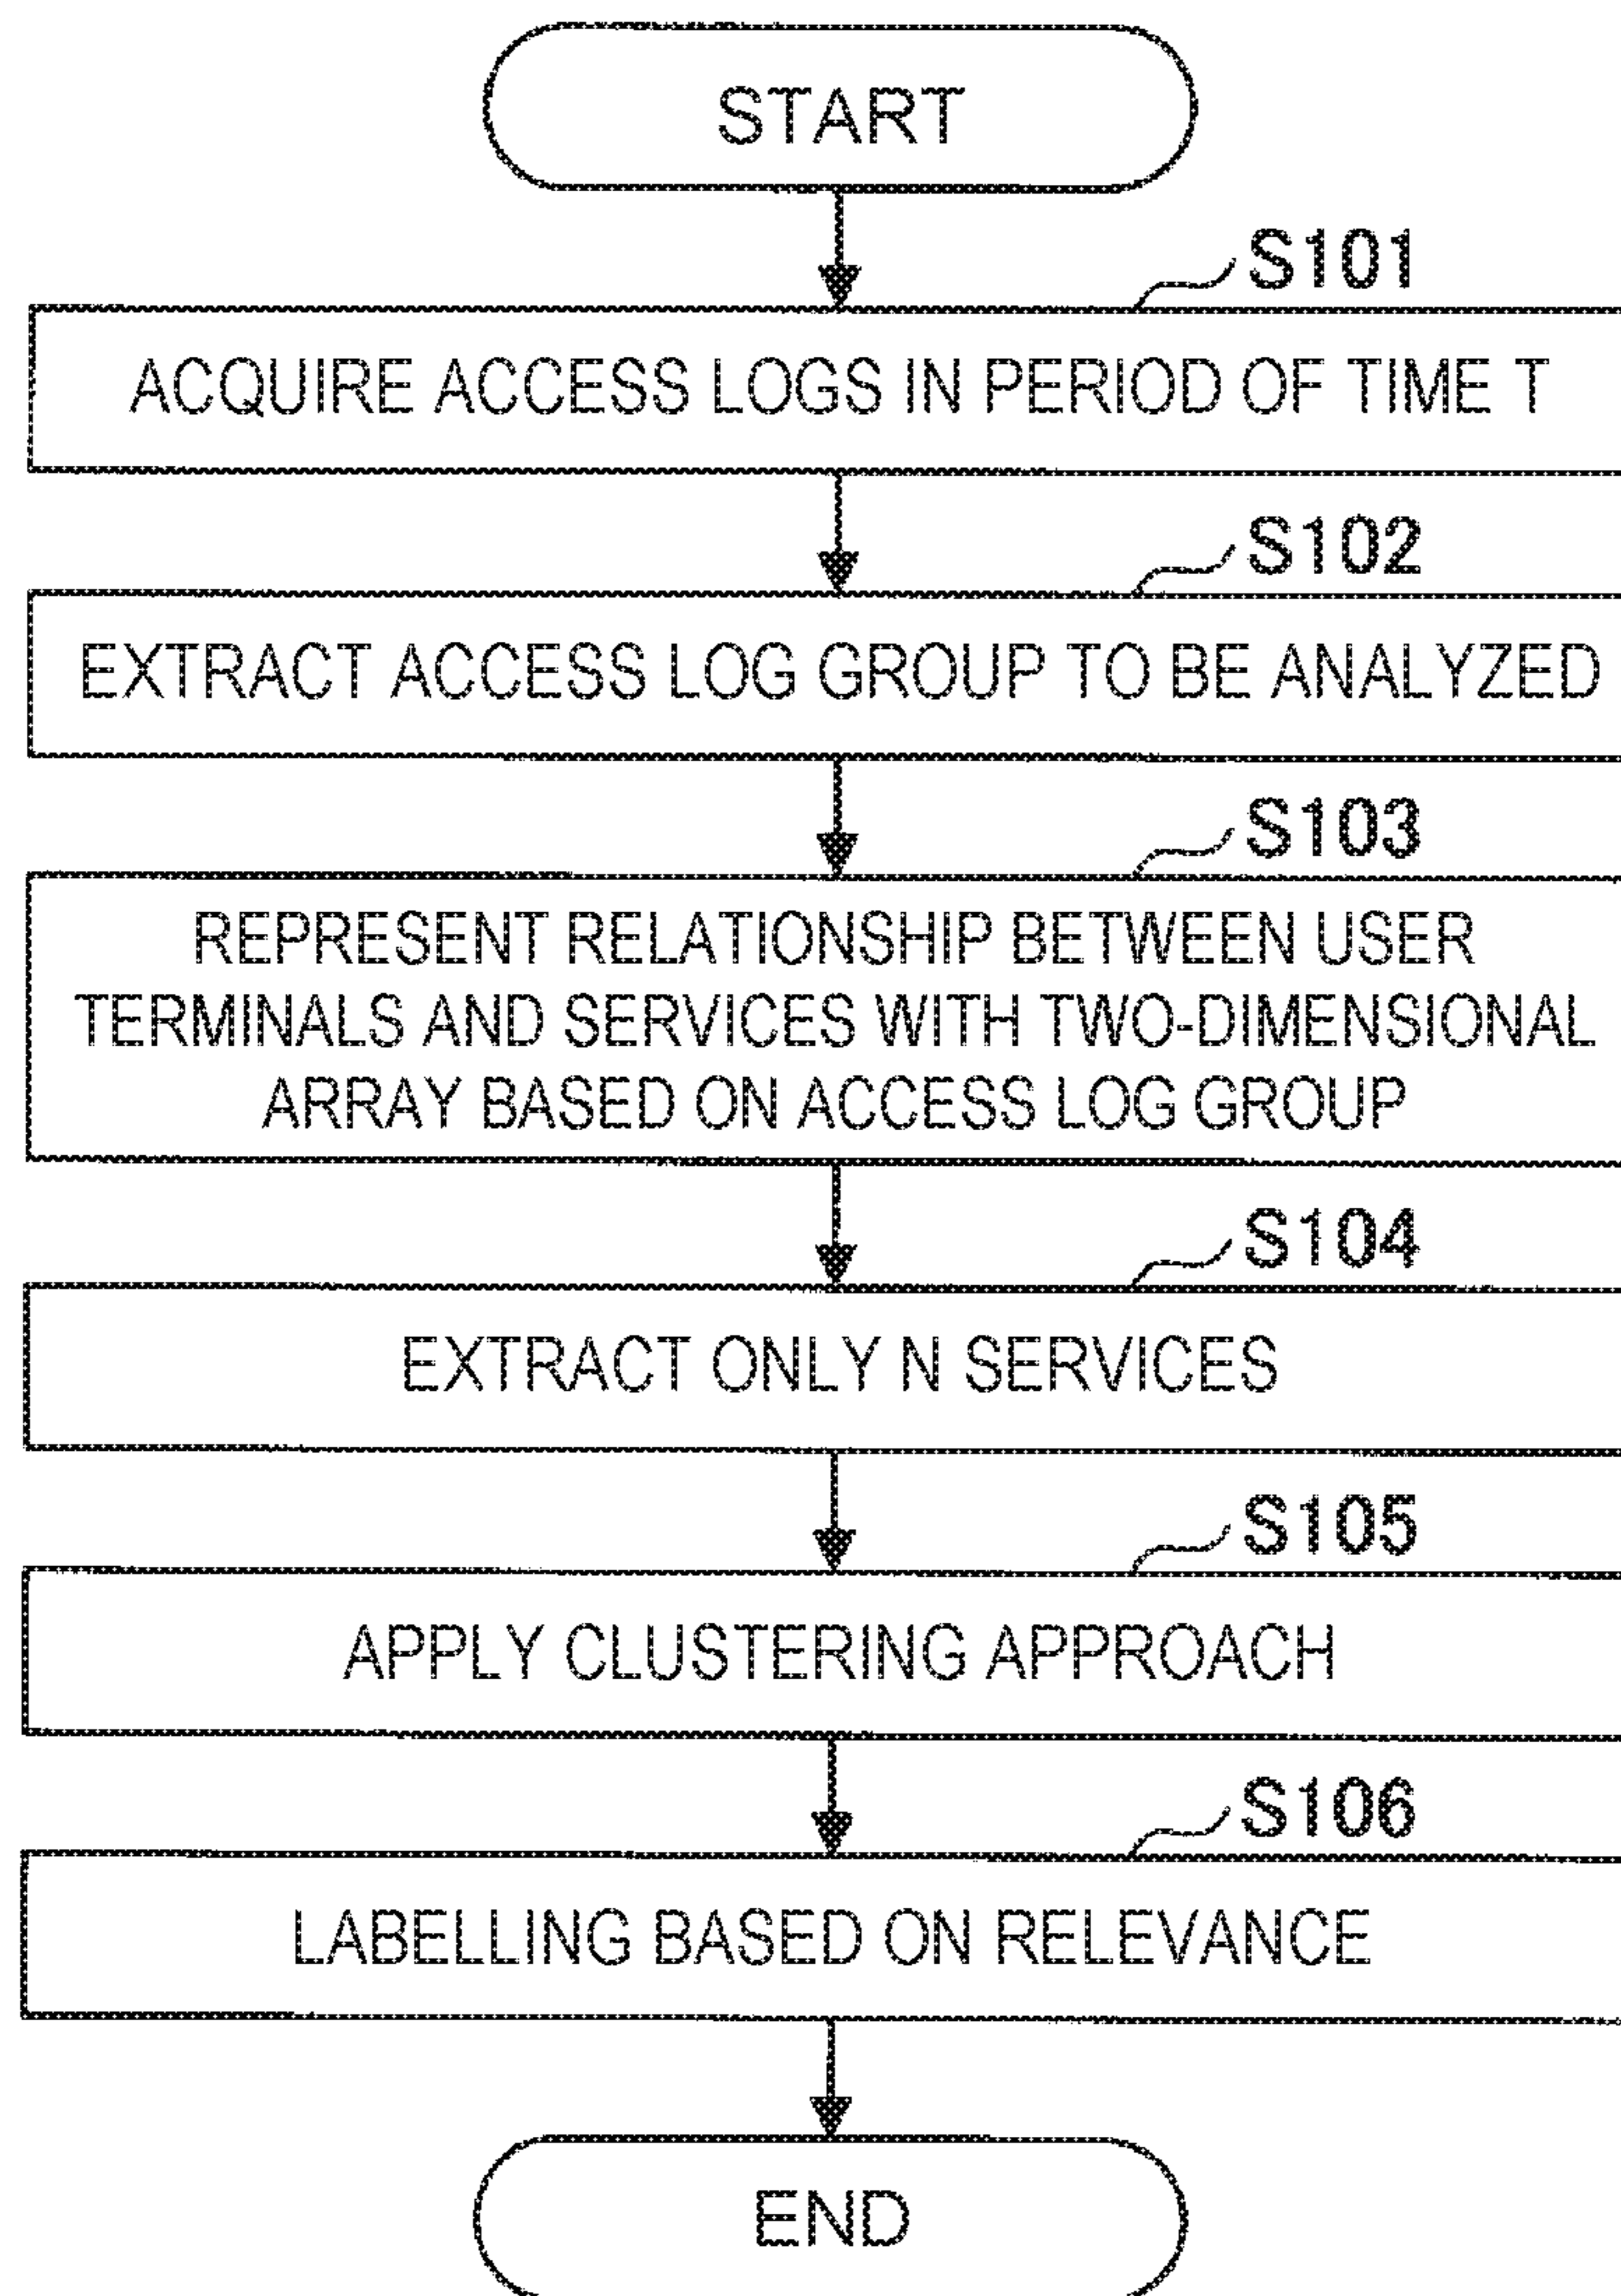 START
S101
ACQUIRE ACCESS LOGS IN PERIOD OF TIME T
S102
EXTRACT ACCESS LOG GROUP TO BE ANALYZED
S103
REPRESENT RELATIONSHIP BETWEEN USER
TERMINALS AND SERVICES WITH TWO-DIMENSIONAL
ARRAY BASED ON ACCESS LOG GROUP
S104
EXTRACT ONLY N SERVICES
S105
APPLY CLUSTERING APPROACH
S106
LABELLING BASED ON RELEVANCE
END